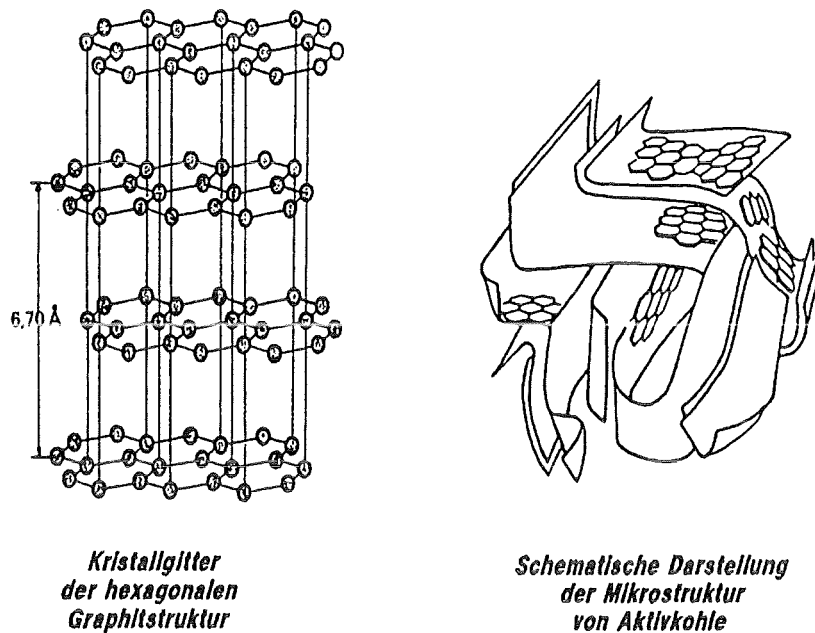 6,70 Å
Kristallgitter
der hexagonalen
Graphitstruktur
Schematische Darstellung
der Mikrostruktur
von Aktivkohle